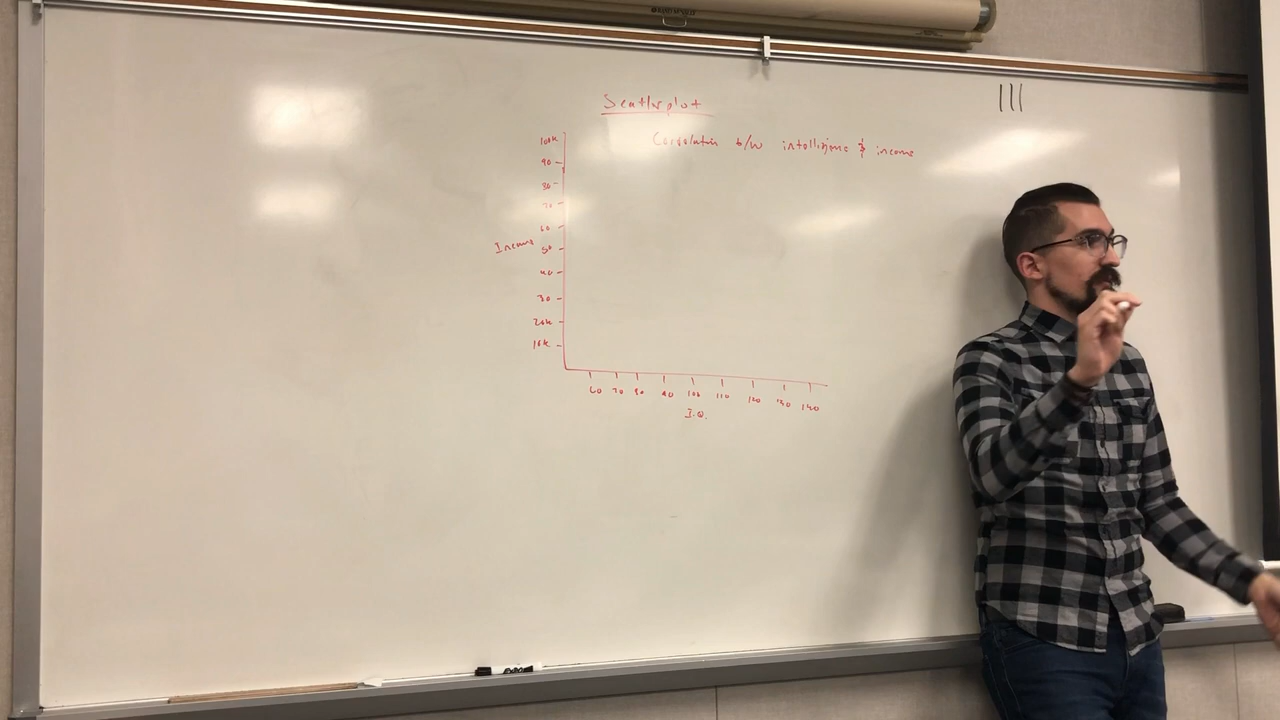 Scatterplot
|||
Correlation b/w intelligence & income
100k
90
80
70
60
Income
50
40
30
20k
10k
60 70 80 90 100 110 120 130 140
I.Q.